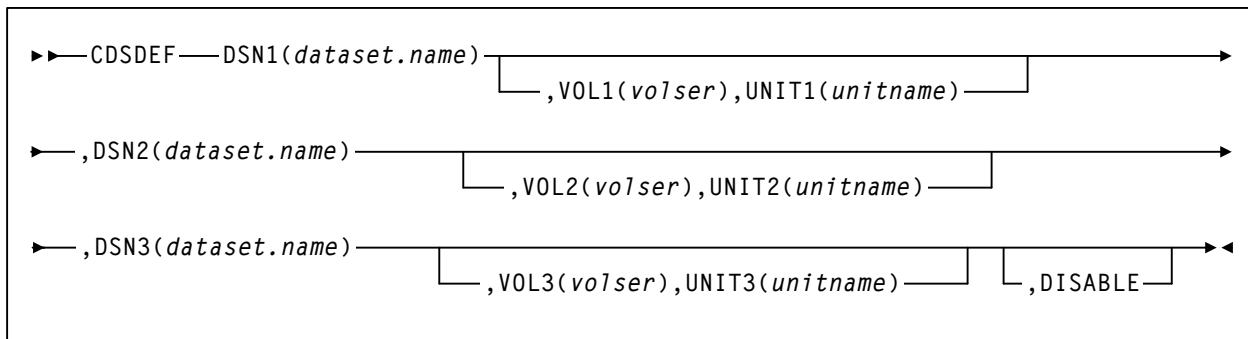 CDSDEF DSN1(dataset.name)
,VOL1(volser),UNIT1(unitname)
,DSN2(dataset.name)
,VOL2(volser),UNIT2(unitname)
,DSN3(dataset.name)
,VOL3(volser),UNIT3(unitname) ,DISABLE